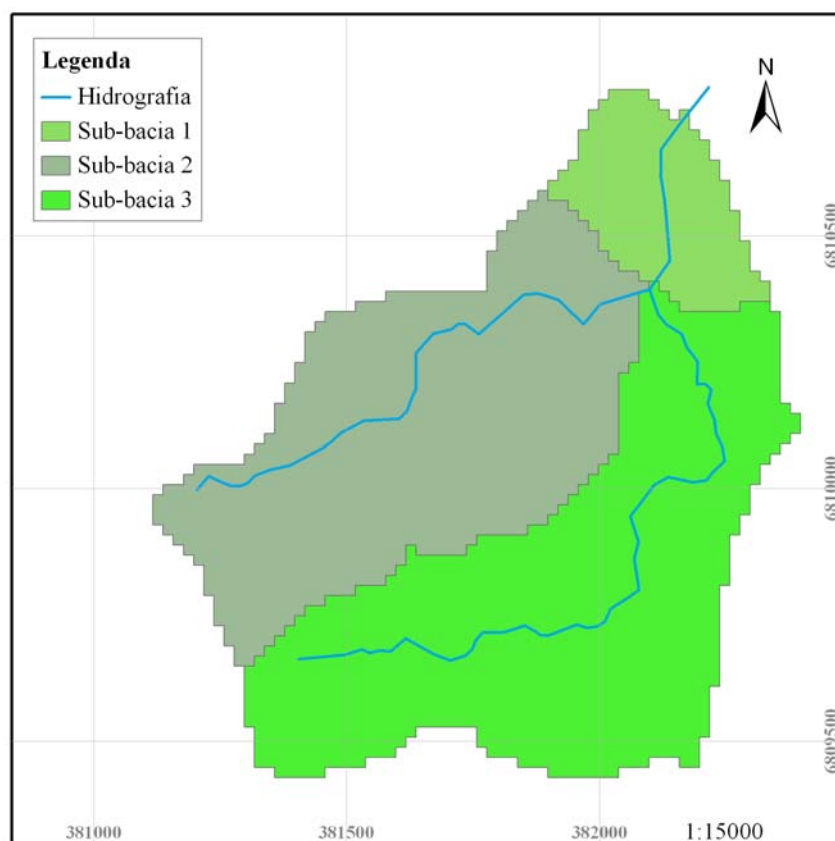 Legenda
Hidrografia
Sub-bacia 1
Sub-bacia 2
Sub-bacia 3
N
6810500
6810000
6809500
381000
381500
382000
1:15000